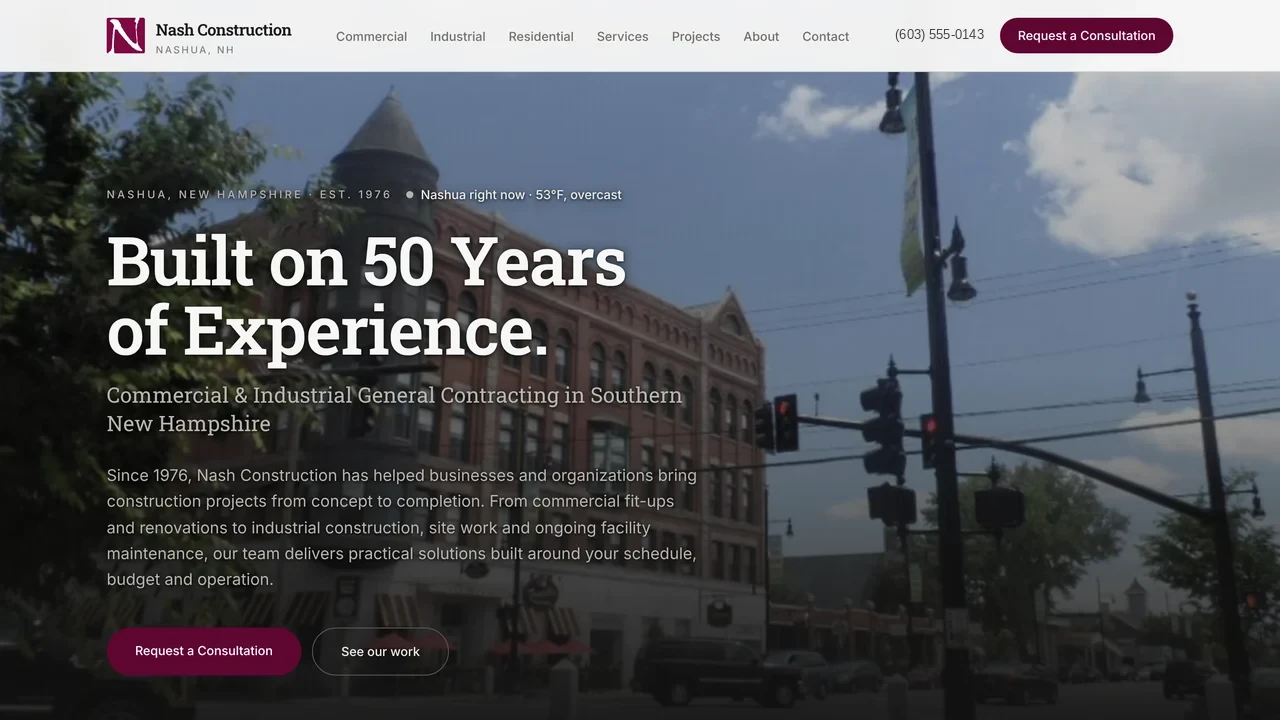 Nash Construction
NASHUA, NH
Commercial Industrial Residential Services Projects About Contact
(603) 555-0143
Request a Consultation
NASHUA, NEW HAMPSHIRE · EST. 1976
Nashua right now · 53°F, overcast
Built on 50 Years
of Experience.
Commercial & Industrial General Contracting in Southern
New Hampshire
Since 1976, Nash Construction has helped businesses and organizations bring
construction projects from concept to completion. From commercial fit-ups
and renovations to industrial construction, site work and ongoing facility
maintenance, our team delivers practical solutions built around your schedule,
budget and operation.
Request a Consultation
See our work